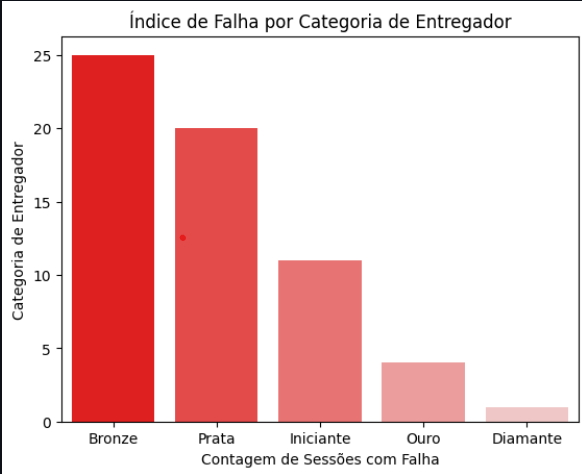 Índice de Falha por Categoria de Entregador
Categoria de Entregador
25
20
15
10
5
0
Bronze Prata Iniciante Ouro Diamante
Contagem de Sessões com Falha